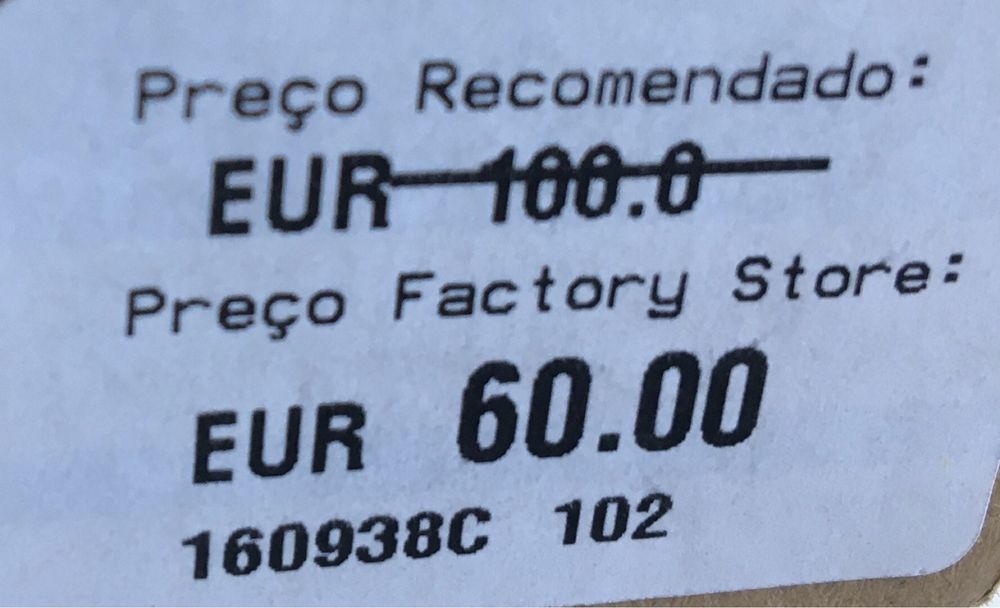 Preço Recomendado:
EUR 100.0
Preço Factory Store:
EUR 60.00
160938C 102